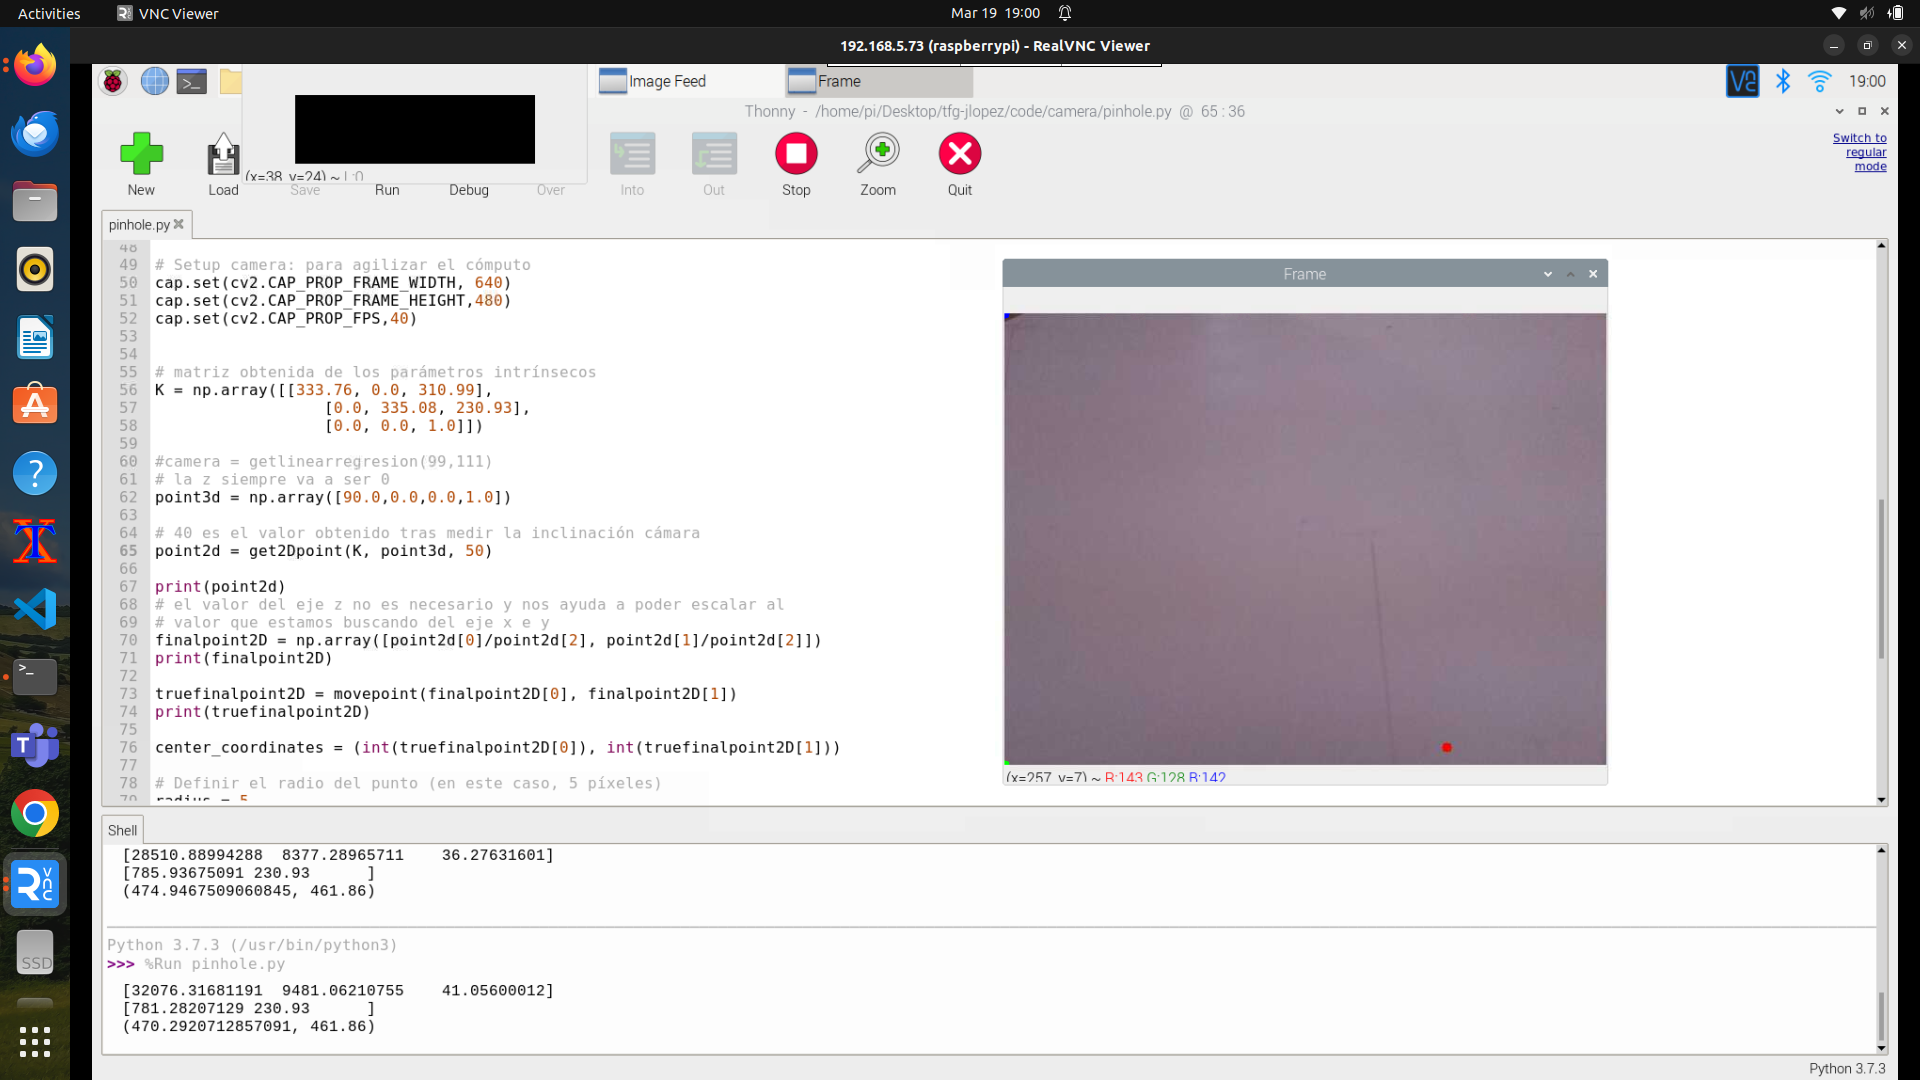 Activities
VNC Viewer
Mar 19 19:00
192.168.5.73 (raspberrypi) - RealVNC Viewer
Image Feed
Frame
19:00
Thonny - /home/pi/Desktop/tfg-jlopez/code/camera/pinhole.py @ 65 : 36
Switch to
regular
mode
(x=38, y=24) ~ L:0
New
Load
Save
Run
Debug
Over
Into
Out
Stop
Zoom
Quit
pinhole.py
48
49 # Setup camera: para agilizar el cómputo
50 cap.set(cv2.CAP_PROP_FRAME_WIDTH, 640)
51 cap.set(cv2.CAP_PROP_FRAME_HEIGHT,480)
52 cap.set(cv2.CAP_PROP_FPS,40)
53
54
55 # matriz obtenida de los parámetros intrínsecos
56 K = np.array([[333.76, 0.0, 310.99],
57 [0.0, 335.08, 230.93],
58 [0.0, 0.0, 1.0]])
59
60 #camera = getlinearregresion(99,111)
61 # la z siempre va a ser 0
62 point3d = np.array([90.0,0.0,0.0,1.0])
63
64 # 40 es el valor obtenido tras medir la inclinación cámara
65 point2d = get2Dpoint(K, point3d, 50)
66
67 print(point2d)
68 # el valor del eje z no es necesario y nos ayuda a poder escalar al
69 # valor que estamos buscando del eje x e y
70 finalpoint2D = np.array([point2d[0]/point2d[2], point2d[1]/point2d[2]])
71 print(finalpoint2D)
72
73 truefinalpoint2D = movepoint(finalpoint2D[0], finalpoint2D[1])
74 print(truefinalpoint2D)
75
76 center_coordinates = (int(truefinalpoint2D[0]), int(truefinalpoint2D[1]))
77
78 # Definir el radio del punto (en este caso, 5 píxeles)
79 radius = 5
Frame
(x=257, y=7) ~ R:143 G:128 B:142
Shell
[28510.88994288 8377.28965711 36.27631601]
[785.93675091 230.93 ]
(474.9467509060845, 461.86)
Python 3.7.3 (/usr/bin/python3)
>>> %Run pinhole.py
[32076.31681191 9481.06210755 41.05600012]
[781.28207129 230.93 ]
(470.2920712857091, 461.86)
SSD
Python 3.7.3